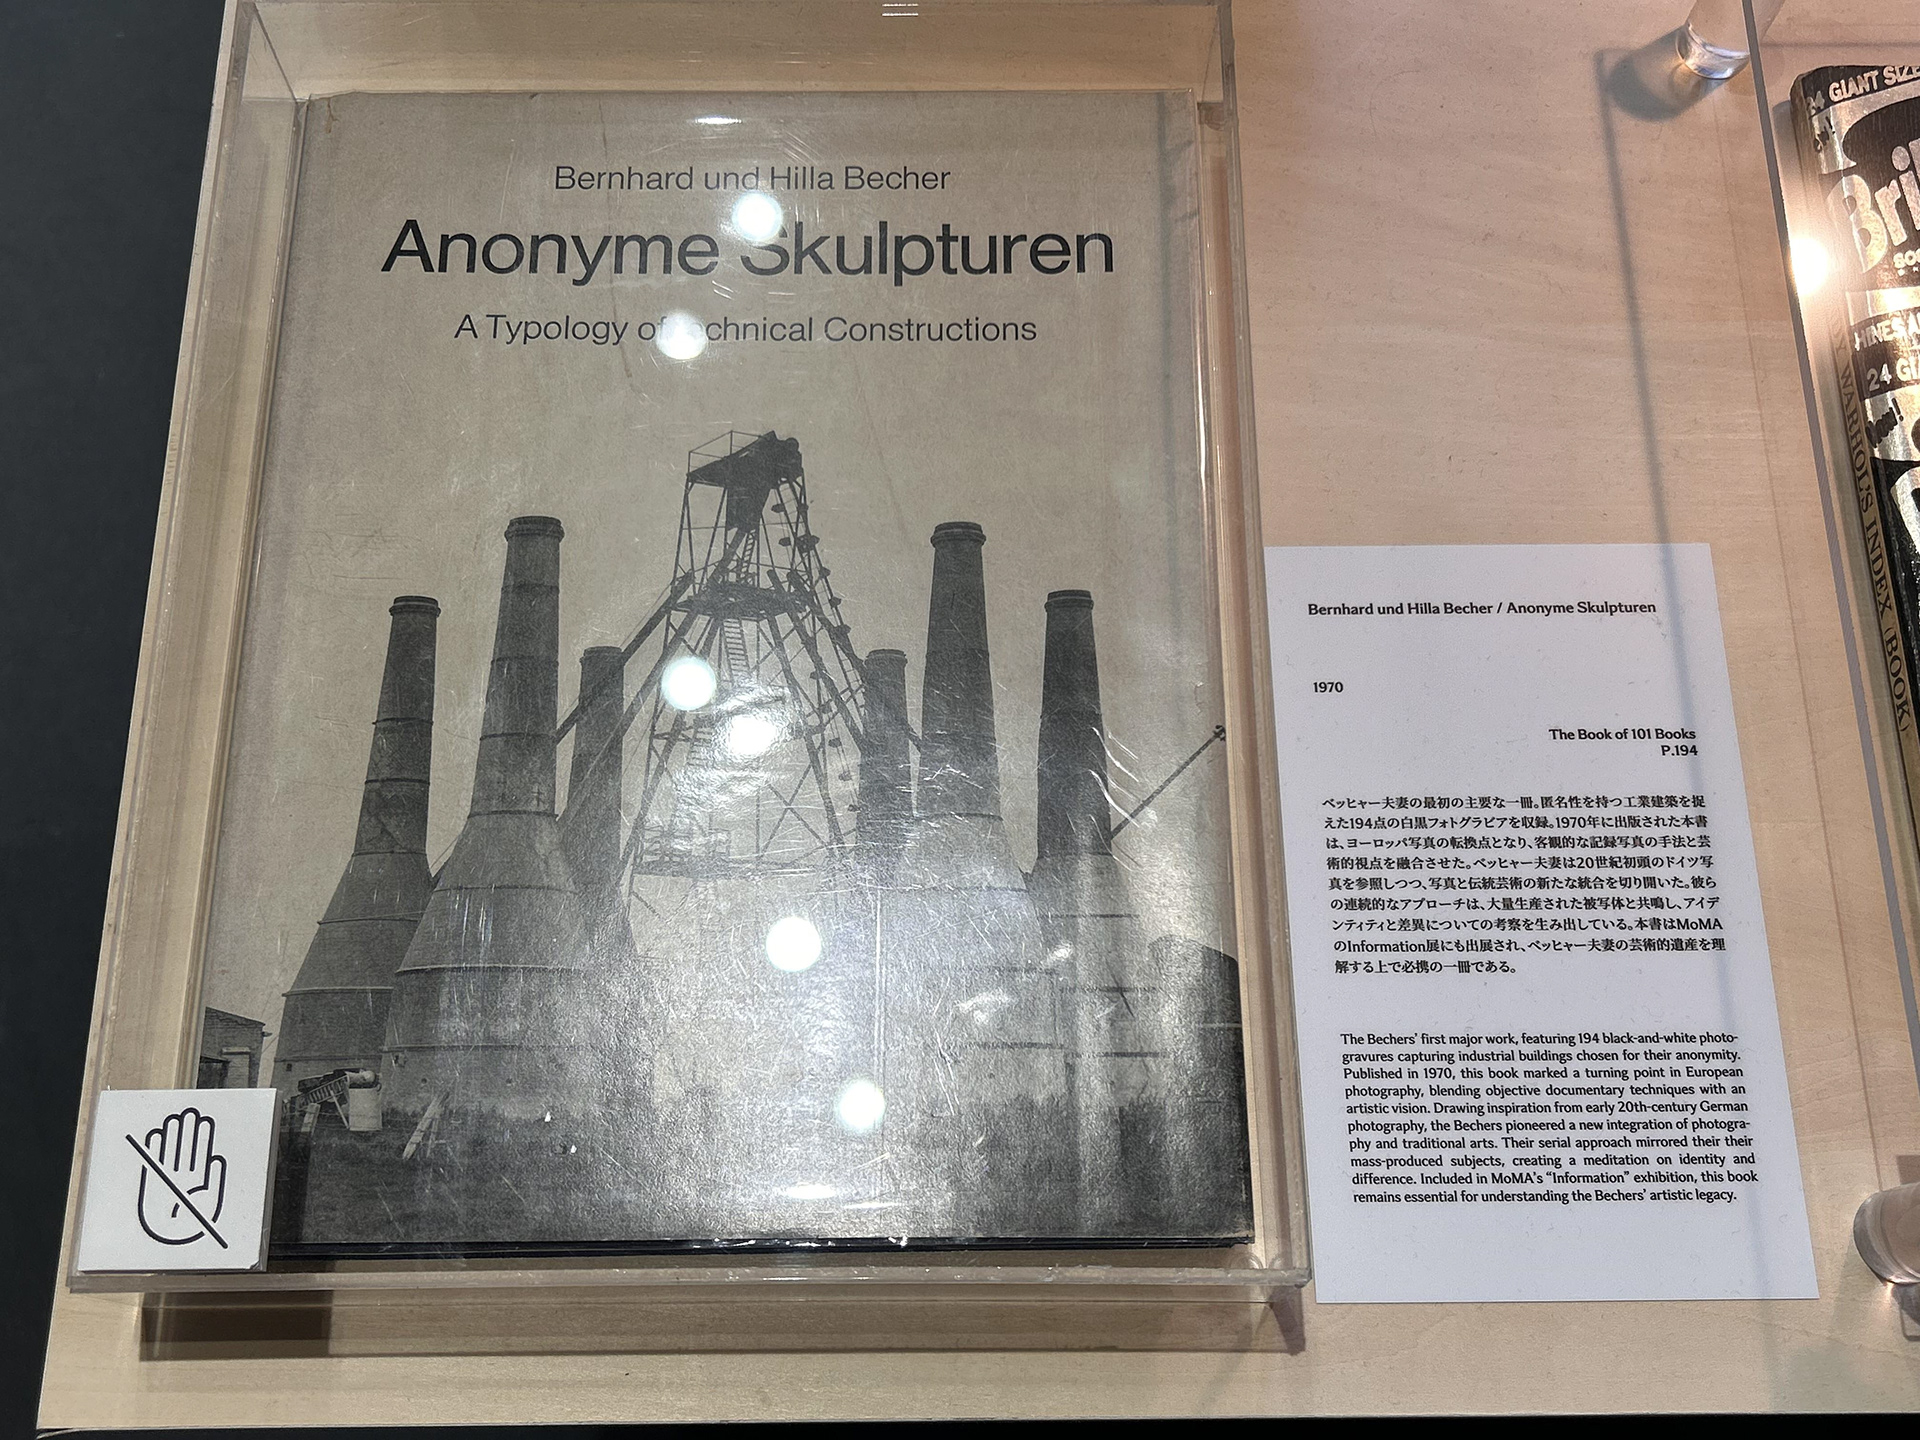 Bernhard und Hilla Becher
Anonyme Skulpturen
A Typology of Technical Constructions
Bernhard und Hilla Becher / Anonyme Skulpturen
1970
The Book of 101 Books
P.194
ベッヒャー夫妻の最初の主要な一冊。匿名性を持つ工業建築を捉
えた194点の白黒フォトグラビアを収録。1970年に出版された本書
は、ヨーロッパ写真の転換点となり、客観的な記録写真の手法と芸
術的視点を融合させた。ベッヒャー夫妻は20世紀初頭のドイツ写
真を参照しつつ、写真と伝統芸術の新たな統合を切り開いた。彼ら
の連続的なアプローチは、大量生産された被写体と共鳴し、アイデ
ンティティと差異についての考察を生み出している。本書はMoMA
のInformation展にも出展され、ベッヒャー夫妻の芸術的遺産を理
解する上で必携の一冊である。
The Bechers' first major work, featuring 194 black-and-white photo-
gravures capturing industrial buildings chosen for their anonymity.
Published in 1970, this book marked a turning point in European
photography, blending objective documentary techniques with an
artistic vision. Drawing inspiration from early 20th-century German
photography, the Bechers pioneered a new integration of photogra-
phy and traditional arts. Their serial approach mirrored their their
mass-produced subjects, creating a meditation on identity and
difference. Included in MoMA's “Information” exhibition, this book
remains essential for understanding the Bechers' artistic legacy.
24 GIANT SIZE
Bril
24 GI
WARHOL'S INDEX (BOOK)